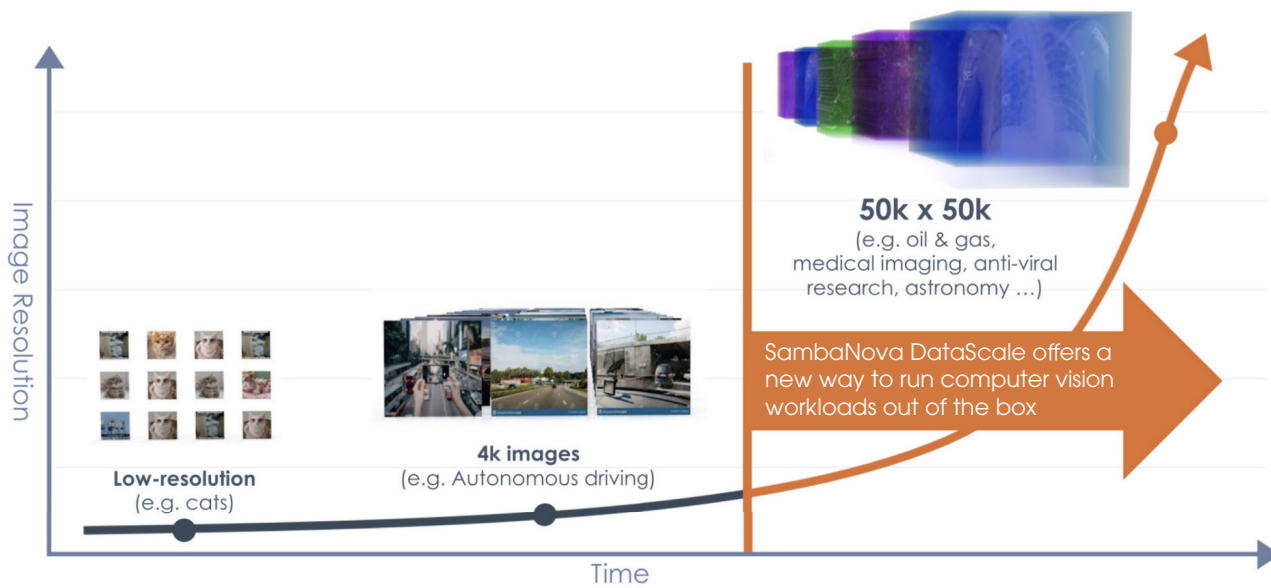 50k x 50k
(e.g. oil & gas,
medical imaging, anti-viral
research, astronomy ...)
Image Resolution
SambaNova DataScale offers a
new way to run computer vision
workloads out of the box
4k images
(e.g. Autonomous driving)
Low-resolution
(e.g. cats)
Time